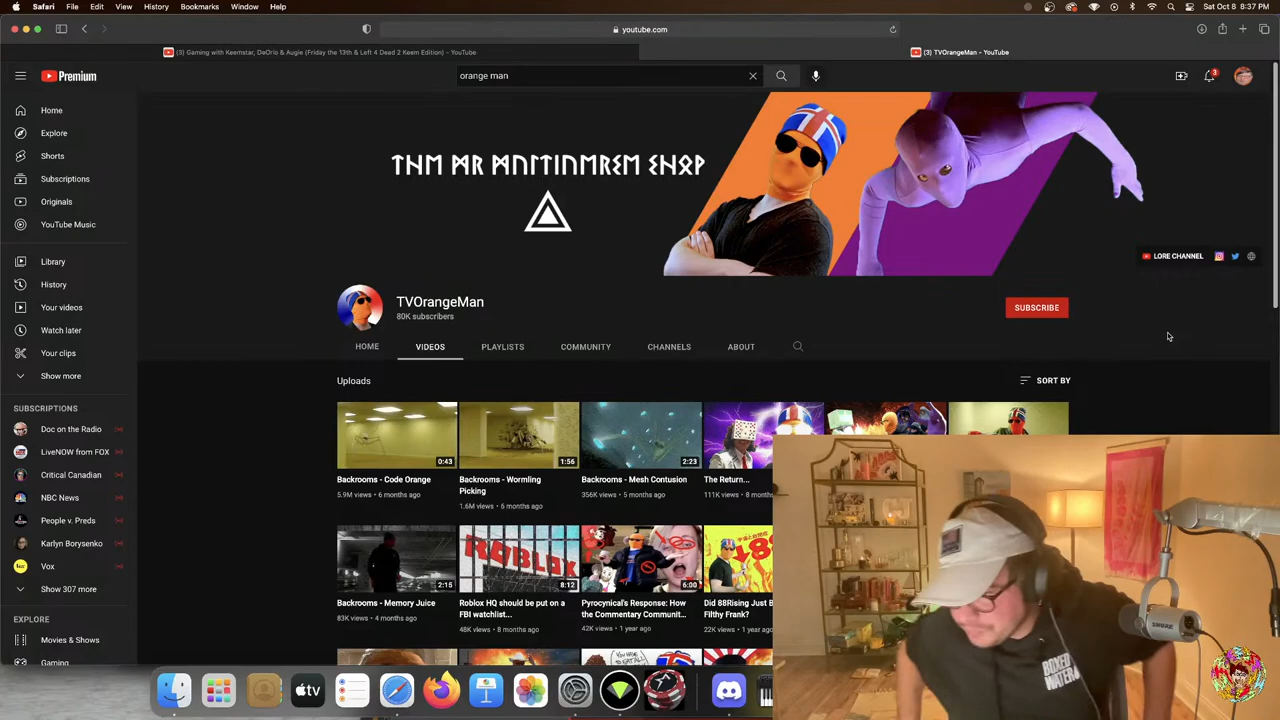 Safari File Edit View History Bookmarks Window Help
Sat Oct 8 8:37 PM
youtube.com
(3) Gaming with Keemstar, DeOrio & Augie (Friday the 13th & Left 4 Dead 2 Keem Edition) - YouTube
(3) TVOrangeMan - YouTube
Premium
orange man
3
Home
Explore
Shorts
Subscriptions
Originals
YouTube Music
Library
History
Your videos
Watch later
Your clips
Show more
SUBSCRIPTIONS
Doc on the Radio
LiveNOW from FOX
Critical Canadian
NBC News
People v. Preds
Karlyn Borysenko
Vox
Show 307 more
EXPLORE
Movies & Shows
Gaming
LORE CHANNEL
TVOrangeMan
80K subscribers
SUBSCRIBE
HOME VIDEOS PLAYLISTS COMMUNITY CHANNELS ABOUT
Uploads
SORT BY
0:43
1:56
2:23
Backrooms - Code Orange
5.9M views • 6 months ago
Backrooms - Wormling
Picking
1.6M views • 6 months ago
Backrooms - Mesh Contusion
356K views • 5 months ago
The Return...
111K views • 8 month
2:15
ROBLOX
8:12
6:00
Backrooms - Memory Juice
83K views • 4 months ago
Roblox HQ should be put on a
FBI watchlist...
48K views • 8 months ago
Pyrocynical's Response: How
the Commentary Communit...
42K views • 1 year ago
Did 88Rising Just B
Filthy Frank?
22K views • 1 year ago
tv
BOXED
WATER
SHURE